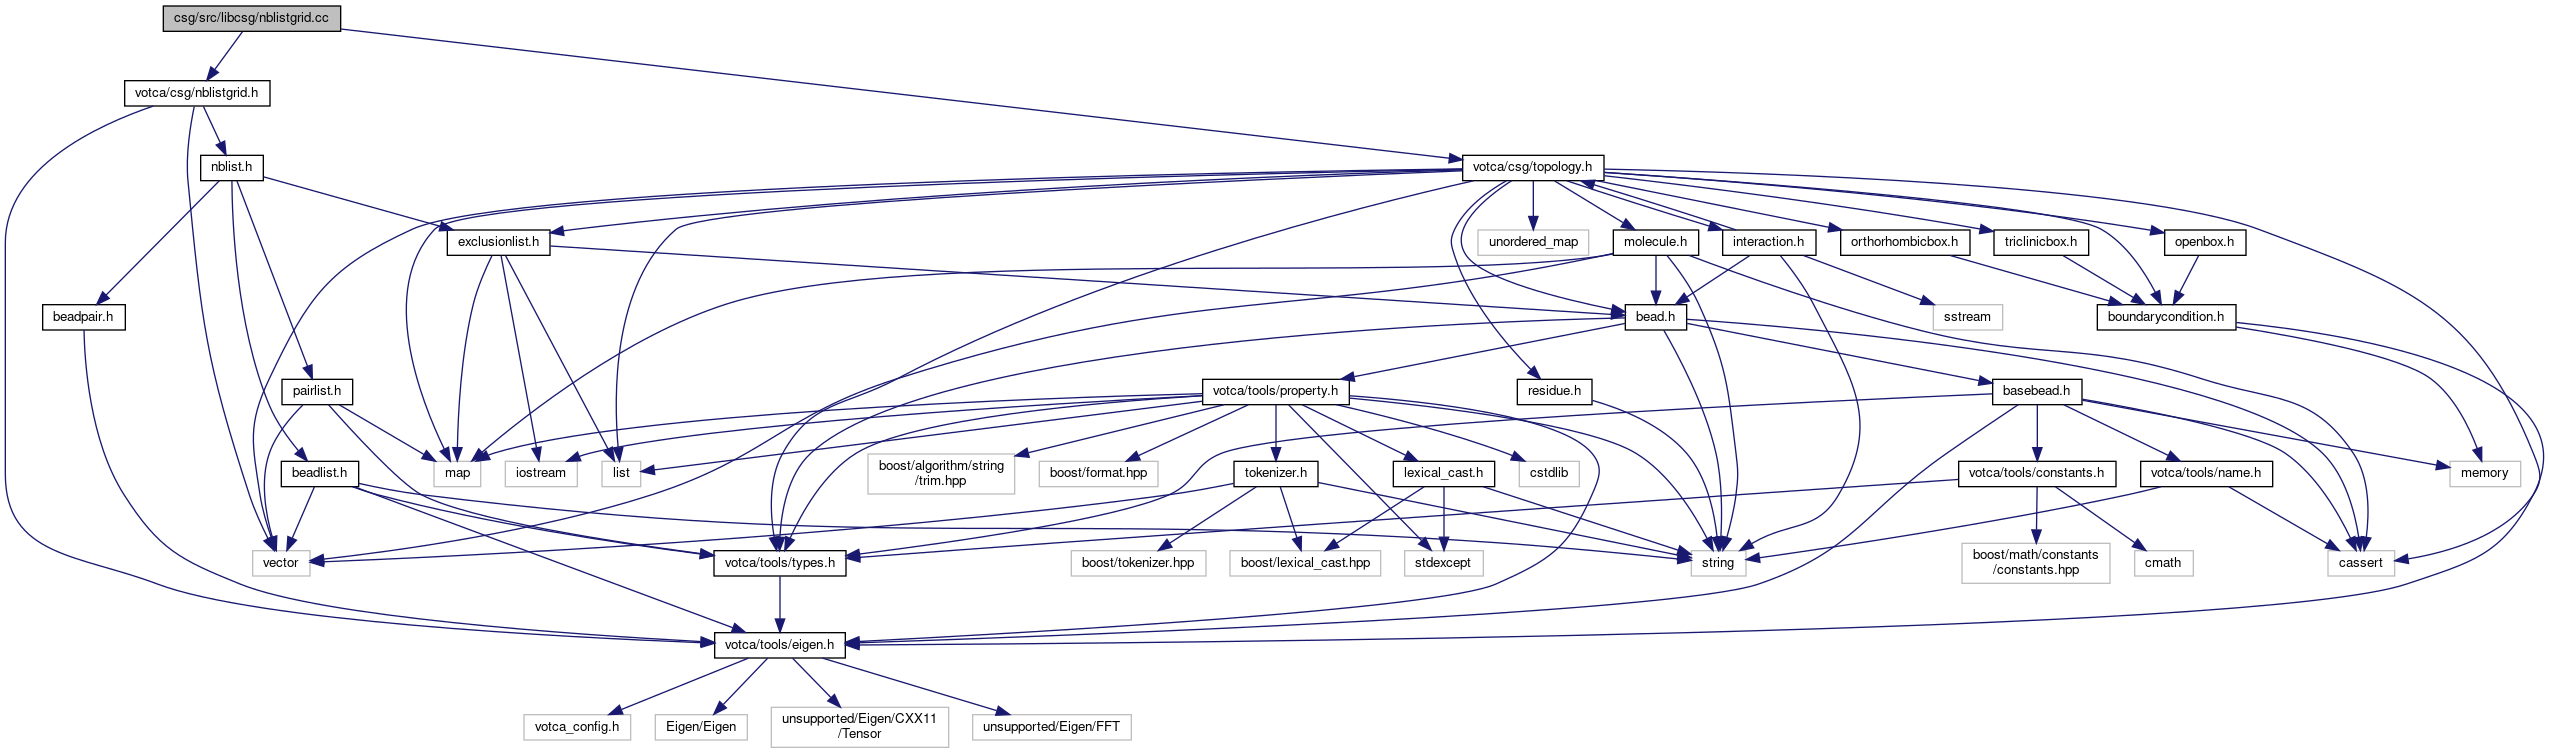 csg/src/libcsg/nblistgrid.cc
votca/csg/nblistgrid.h
nblist.h
votca/csg/topology.h
exclusionlist.h
unordered_map
molecule.h
interaction.h
orthorhombicbox.h
triclinicbox.h
openbox.h
beadpair.h
bead.h
sstream
boundarycondition.h
pairlist.h
votca/tools/property.h
residue.h
basebead.h
beadlist.h
map
iostream
list
boost/algorithm/string
/trim.hpp
boost/format.hpp
tokenizer.h
lexical_cast.h
cstdlib
votca/tools/constants.h
votca/tools/name.h
memory
vector
votca/tools/types.h
boost/tokenizer.hpp
boost/lexical_cast.hpp
stdexcept
string
boost/math/constants
/constants.hpp
cmath
cassert
votca/tools/eigen.h
votca_config.h
Eigen/Eigen
unsupported/Eigen/CXX11
/Tensor
unsupported/Eigen/FFT